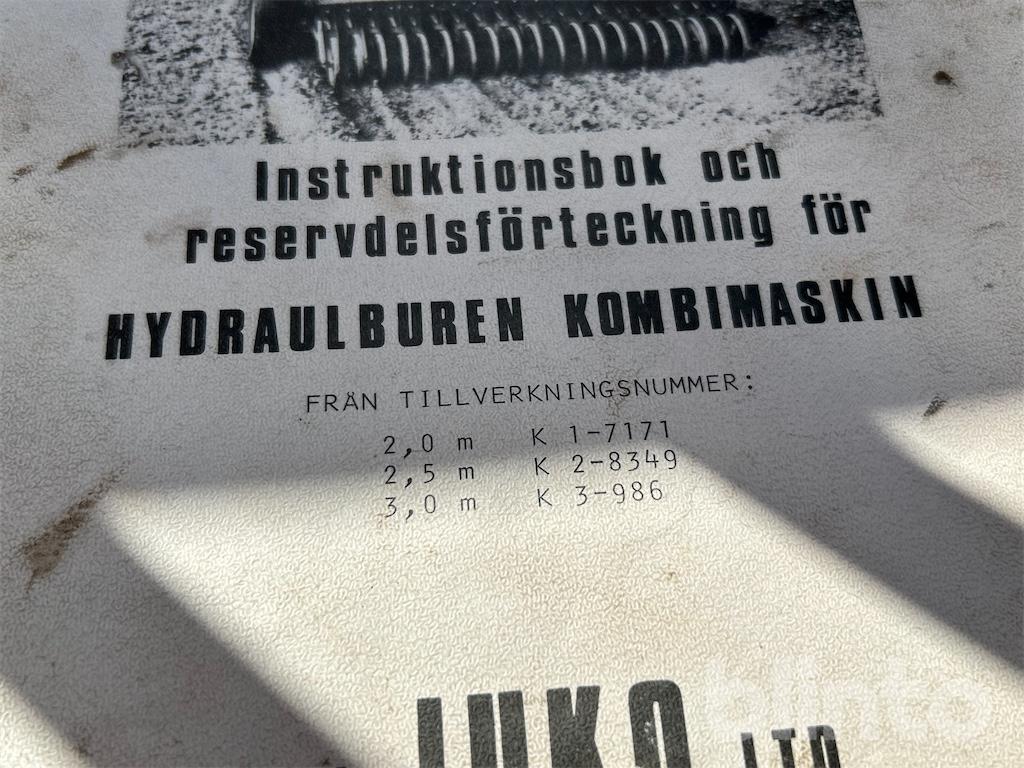 Instruktionsbok och
reservdelsförteckning för
HYDRAULBUREN KOMBIMASKIN
FRÅN TILLVERKNINGSNUMMER:
2,0 m K 1-7171
2,5 m K 2-8349
3,0 m K 3-986
blinto
LTD